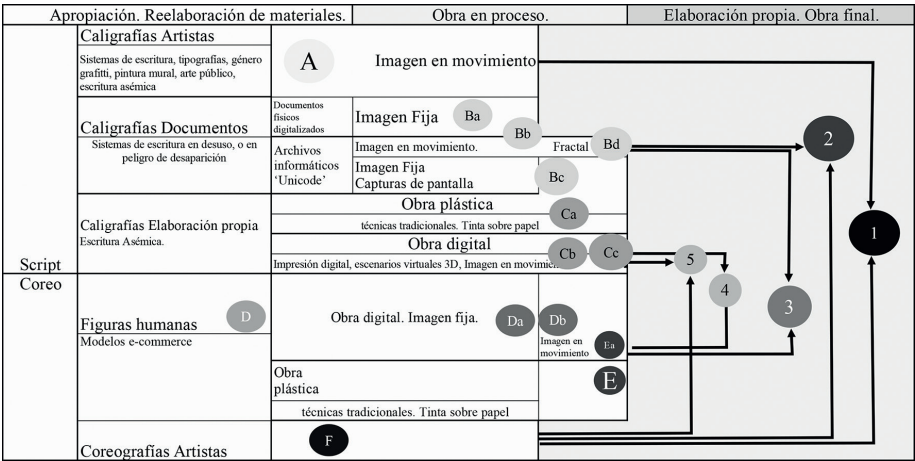 Apropiación. Reelaboración de materiales.
Obra en proceso.
Elaboración propia. Obra final.
Script
Coreo
Caligrafías Artistas
Sistemas de escritura, tipografías, género
grafitti, pintura mural, arte público,
escritura asémica
A
Imagen en movimiento
Caligrafías Documentos
Sistemas de escritura en desuso, o en
peligro de desaparición
Documentos
físicos
digitalizados
Imagen Fija
Ba
Bb
Archivos
informáticos
‘Unicode’
Imagen en movimiento.
Fractal
Bd
Imagen Fija
Capturas de pantalla
Bc
Caligrafías Elaboración propia
Escritura Asémica.
Obra plástica
Ca
técnicas tradicionales. Tinta sobre papel
Obra digital
Cb
Cc
Impresión digital, escenarios virtuales 3D, Imagen en movimie
Figuras humanas
D
Modelos e-commerce
Obra digital. Imagen fija.
Da
Db
Imagen en
movimiento
Ea
Obra
plástica
E
técnicas tradicionales. Tinta sobre papel
Coreografías Artistas
F
2
1
5
4
3